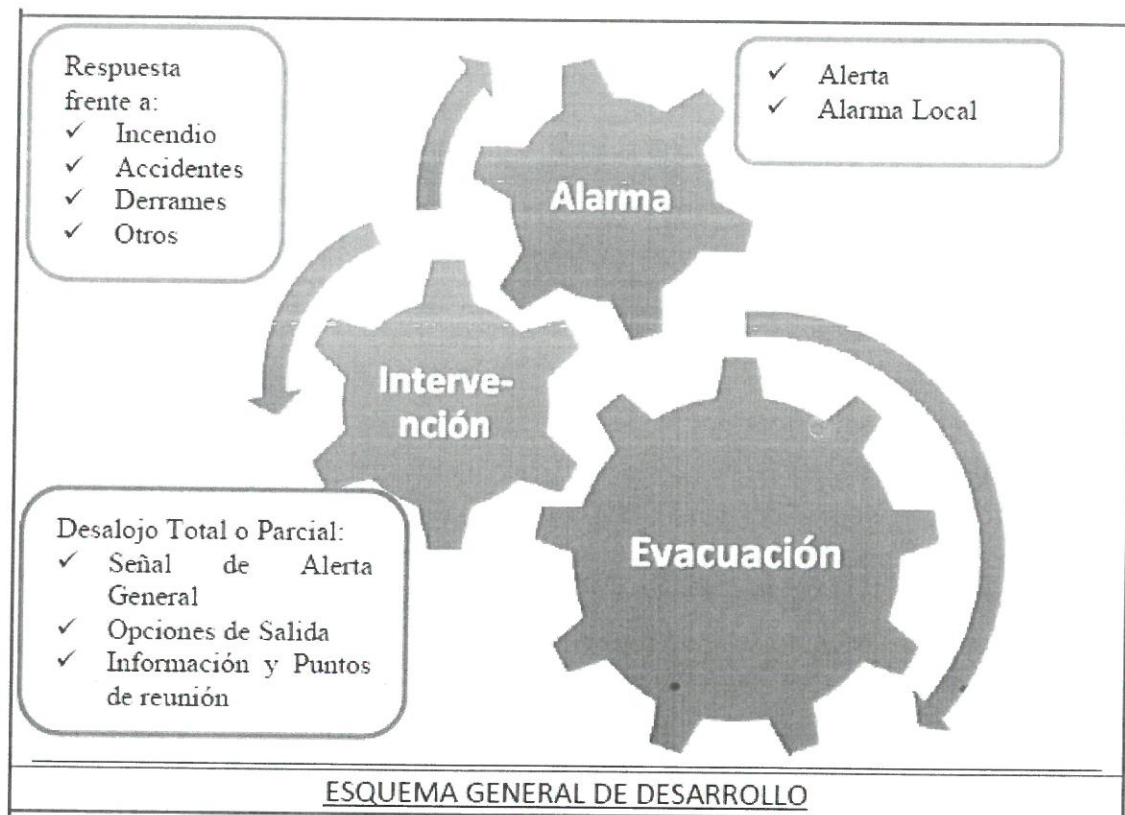 Respuesta
frente a:
✓ Incendio
✓ Accidentes
✓ Derrames
✓ Otros
✓ Alerta
✓ Alarma Local
Alarma
Interve-
nción
Desalojo Total o Parcial:
✓ Señal de Alerta
General
✓ Opciones de Salida
✓ Información y Puntos
de reunión
Evacuación
ESQUEMA GENERAL DE DESARROLLO